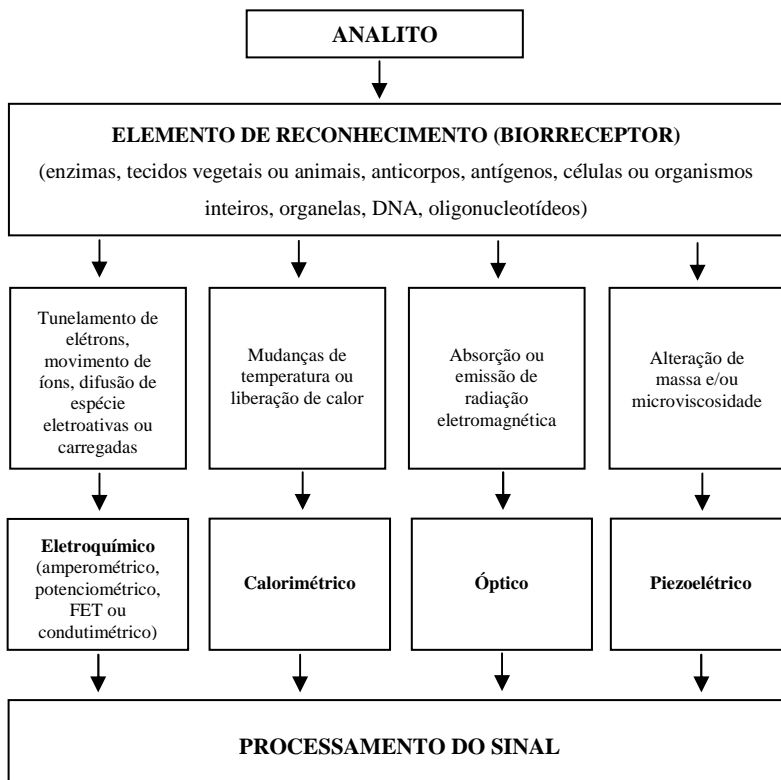 ANALITO
ELEMENTO DE RECONHECIMENTO (BIORRECEPTOR)
(enzimas, tecidos vegetais ou animais, anticorpos, antígenos, células ou organismos
inteiros, organelas, DNA, oligonucleotídeos)
Tunelamento de
elétrons,
movimento de
íons, difusão de
espécie
eletroativas ou
carregadas
Mudanças de
temperatura ou
liberação de calor
Absorção ou
emissão de
radiação
eletromagnética
Alteração de
massa e/ou
microviscosidade
Eletroquímico
(amperométrico,
potenciométrico,
FET ou
condutimétrico)
Calorimétrico
Óptico
Piezoelétrico
PROCESSAMENTO DO SINAL